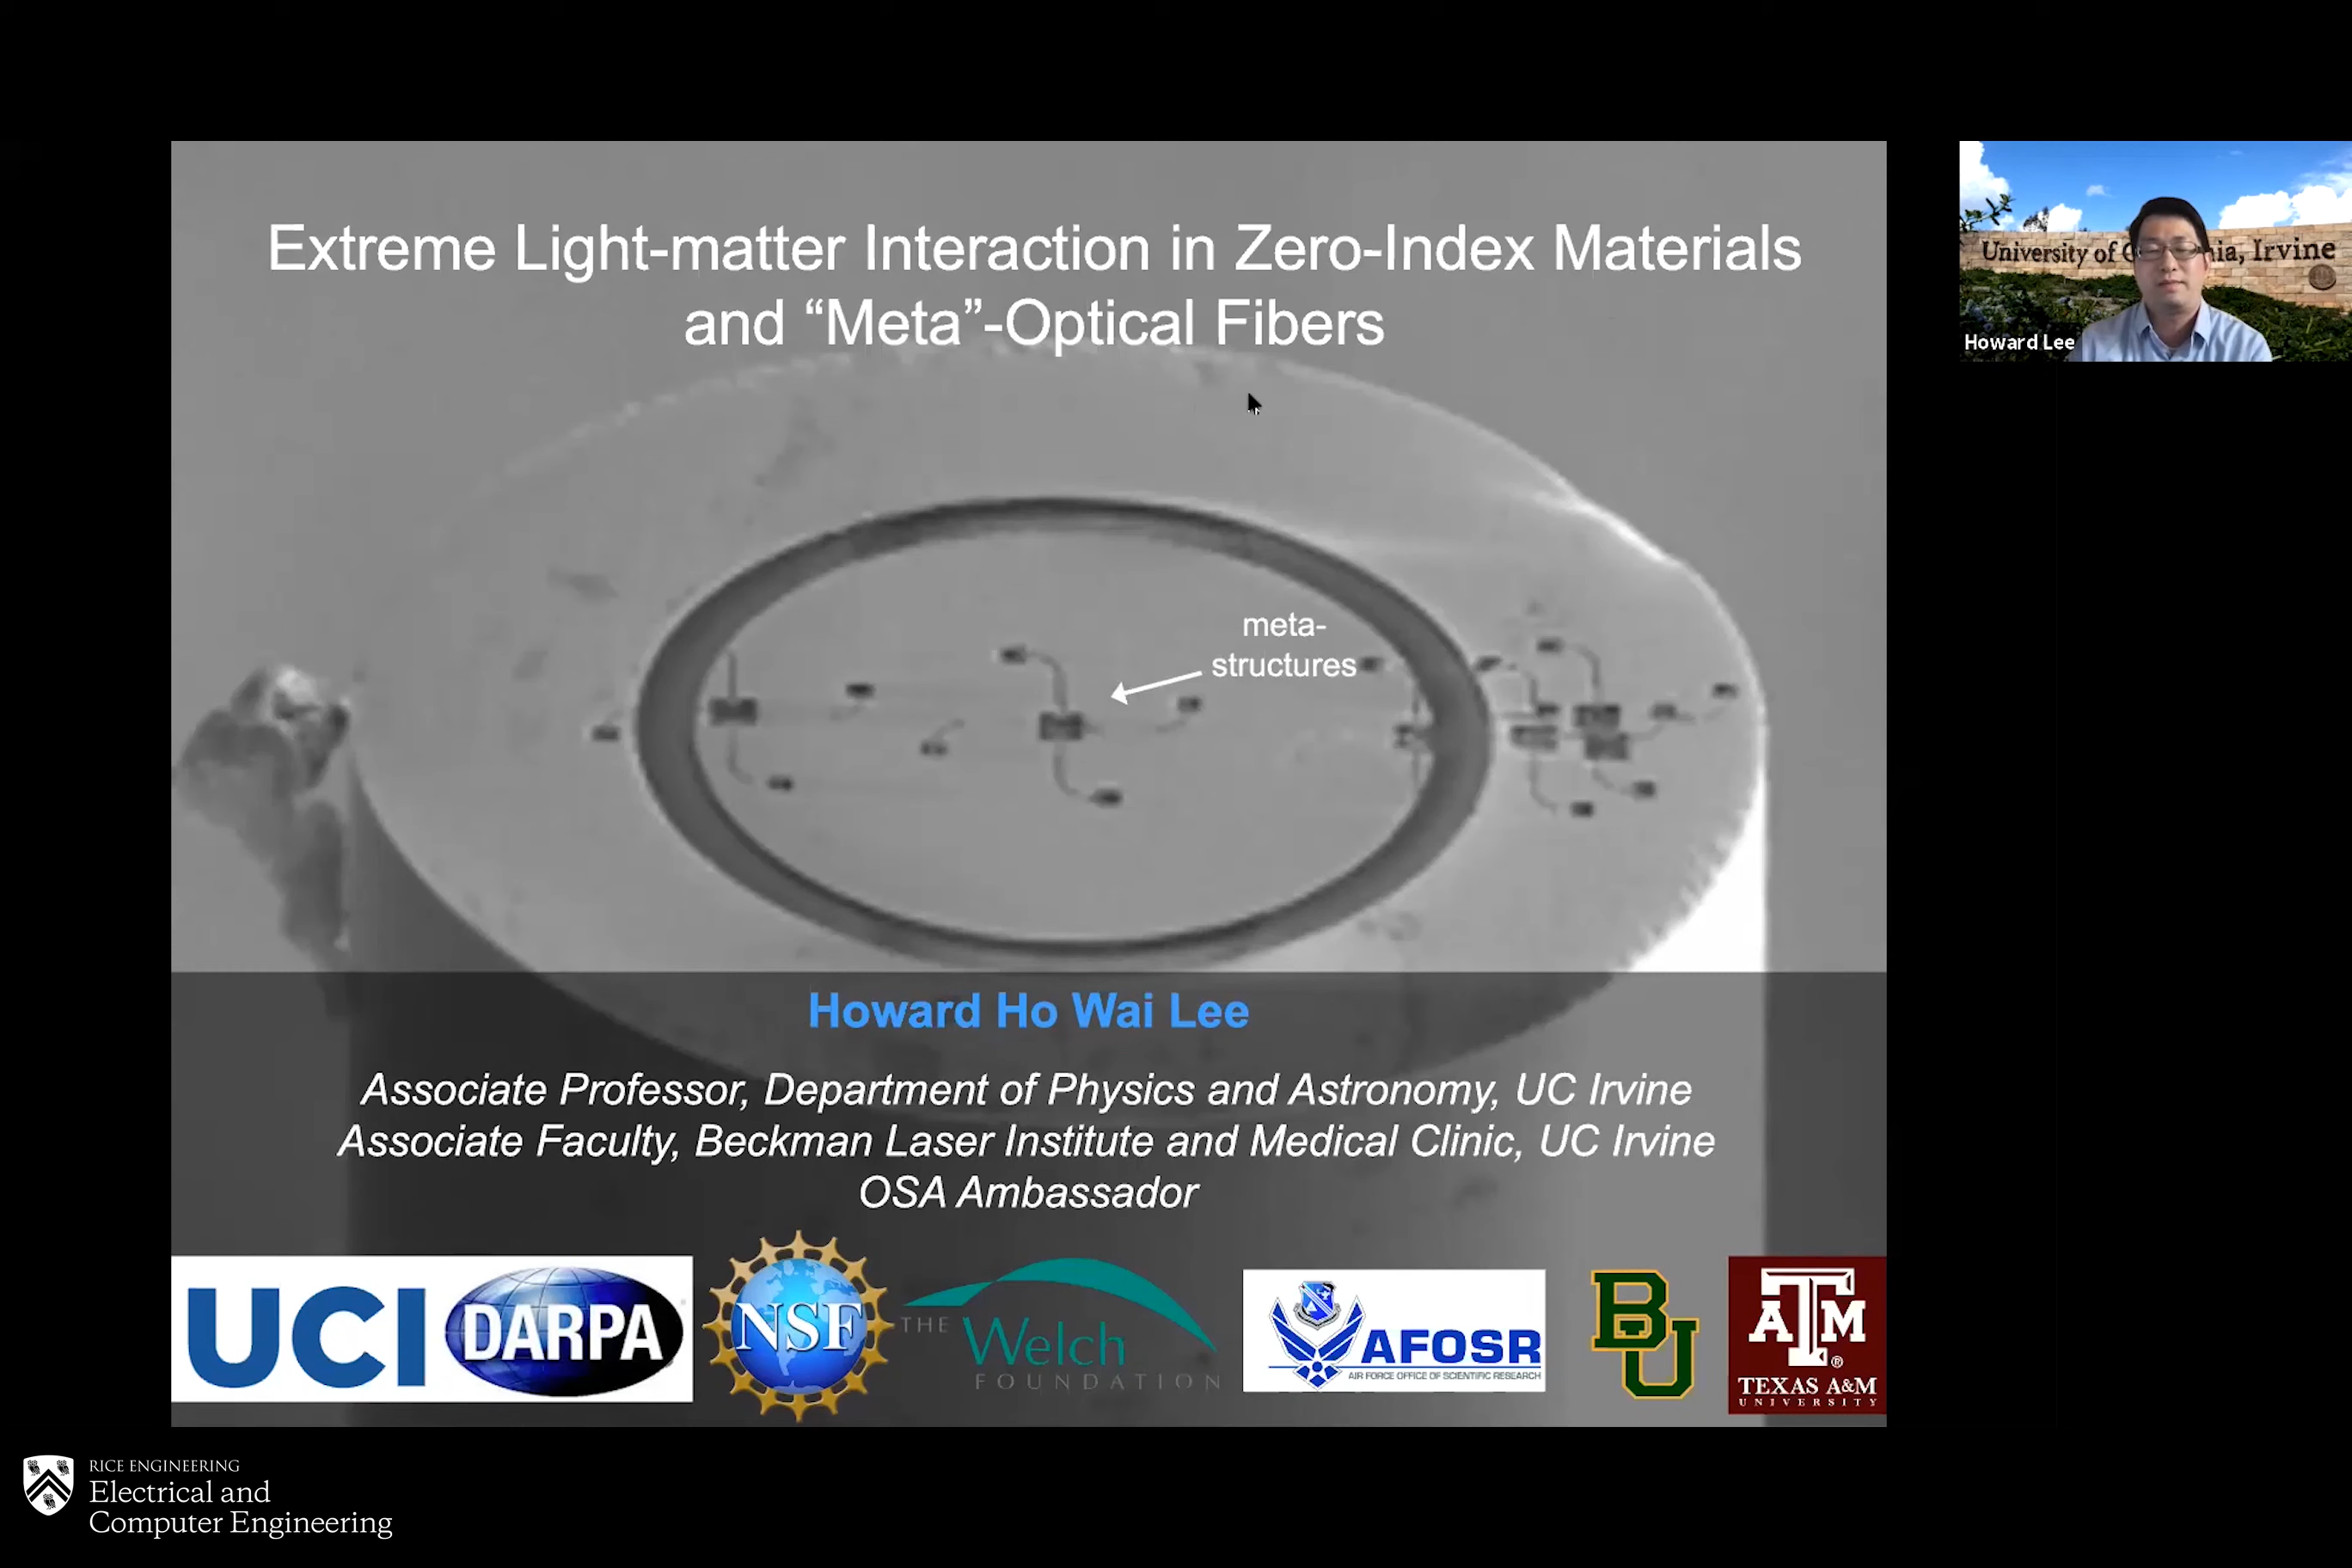 Extreme Light-matter Interaction in Zero-Index Materials
and “Meta”-Optical Fibers
University of C nia, Irvine
Howard Lee
meta-
structures
Howard Ho Wai Lee
Associate Professor, Department of Physics and Astronomy, UC Irvine
Associate Faculty, Beckman Laser Institute and Medical Clinic, UC Irvine
OSA Ambassador
UCI
DARPA
NSF
THE
Welch
FOUNDATION
AFOSR
AIR FORCE OFFICE OF SCIENTIFIC RESEARCH
BU
ATM
®
TEXAS A&M
UNIVERSITY
RICE ENGINEERING
Electrical and
Computer Engineering